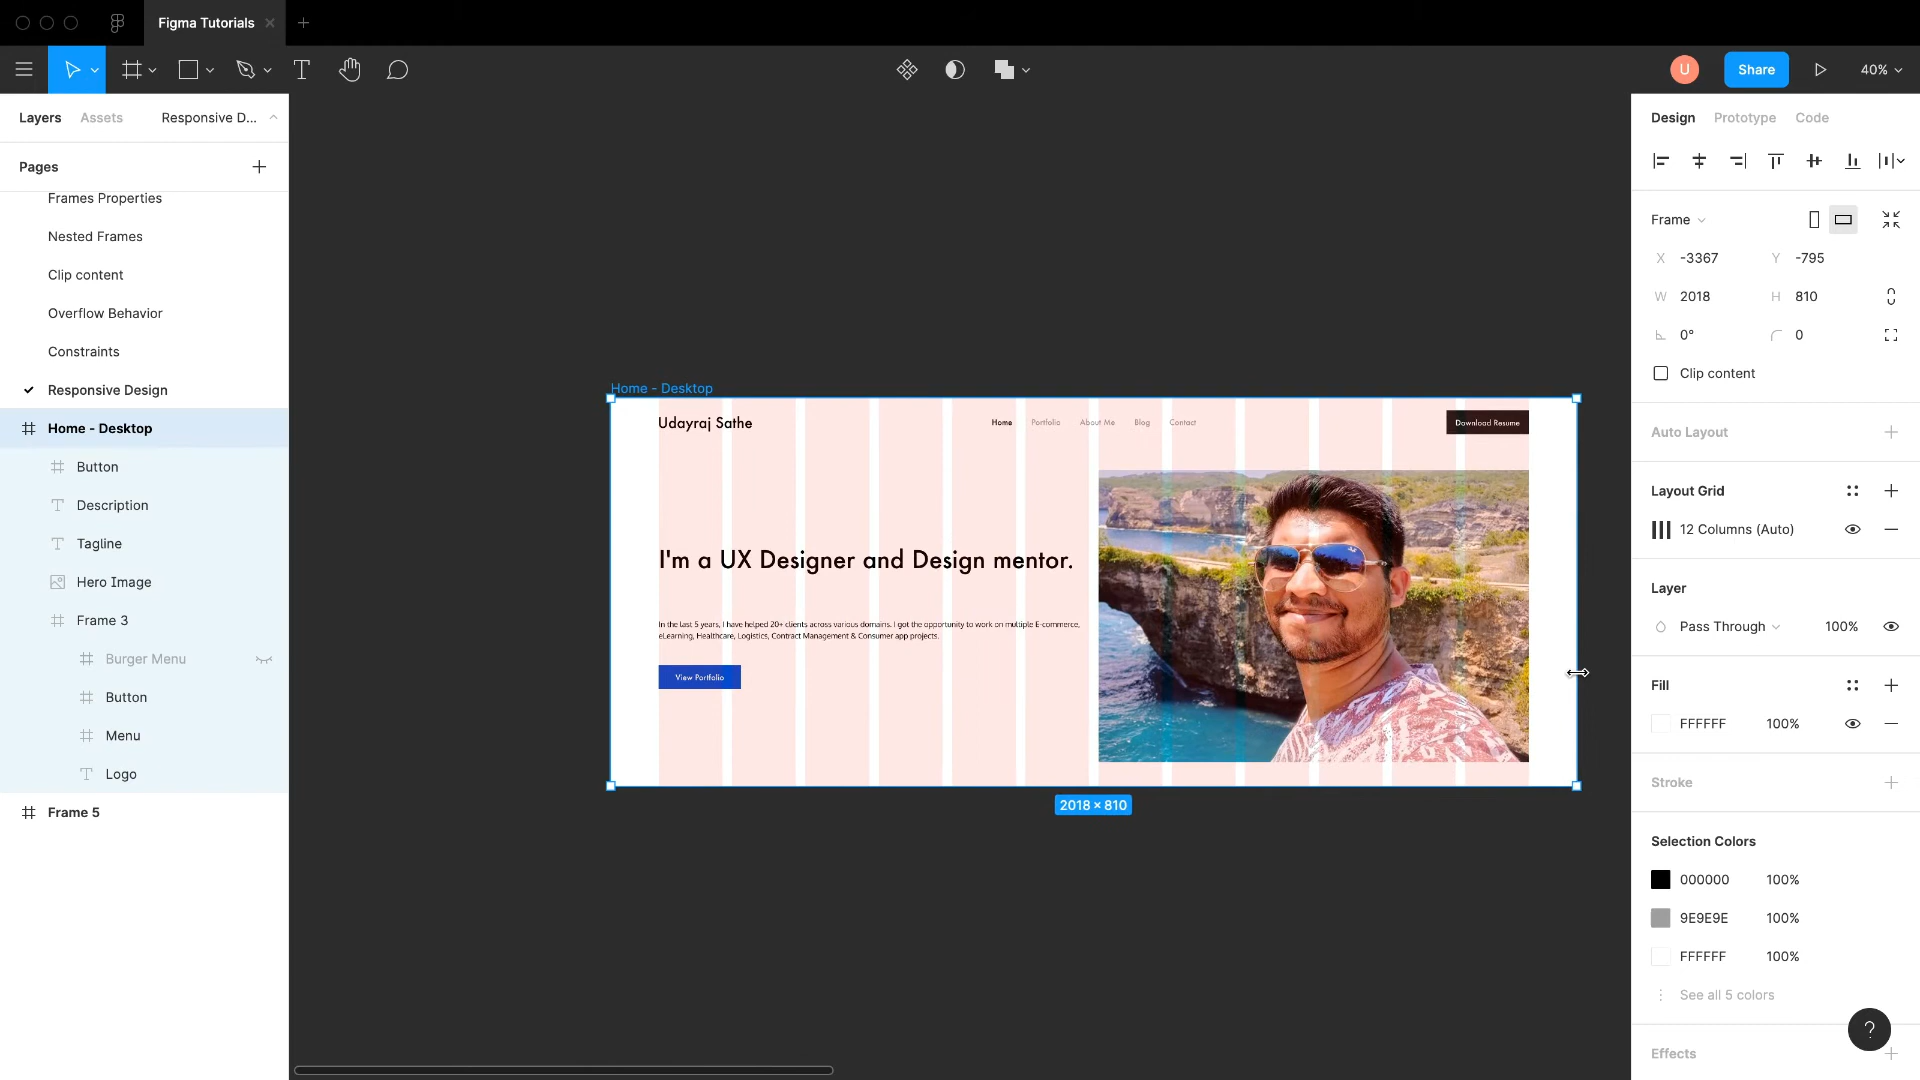 Figma Tutorials
Share
40%
Layers Assets Responsive D...
Pages
Frames Properties
Nested Frames
Clip content
Overflow Behavior
Constraints
Responsive Design
Home - Desktop
Button
Description
Tagline
Hero Image
Frame 3
Burger Menu
Button
Menu
Logo
Frame 5
Home - Desktop
Udayraj Sathe
Home Portfolio About Me Blog Contact
Download Resume
I'm a UX Designer and Design mentor.
In the last 5 years, I have helped 20+ clients across various domains. I got the opportunity to work on multiple E-commerce,
eLearning, Healthcare, Logistics, Contract Management & Consumer app projects.
View Portfolio
2018 × 810
U
Design Prototype Code
Frame
X -3367 Y -795
W 2018 H 810
0° 0
Clip content
Auto Layout
Layout Grid
12 Columns (Auto)
Layer
Pass Through 100%
Fill
FFFFFF 100%
Stroke
Selection Colors
000000 100%
9E9E9E 100%
FFFFFF 100%
See all 5 colors
Effects
?